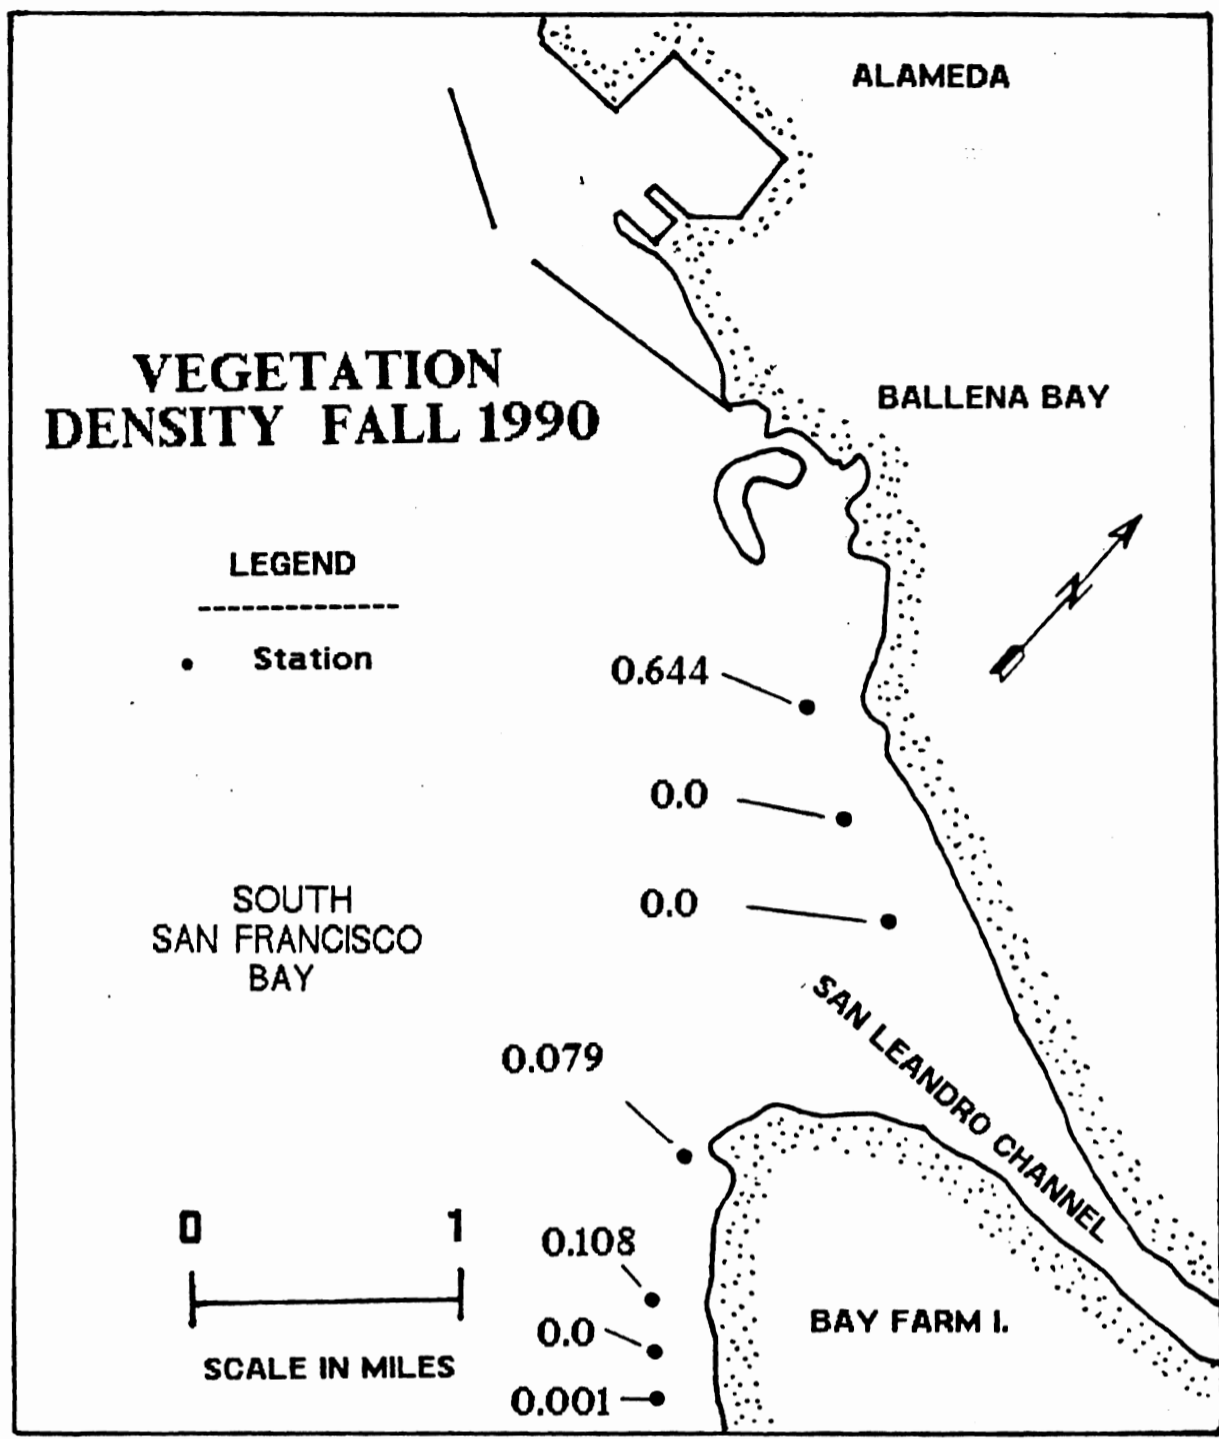 ALAMEDA
VEGETATION
DENSITY FALL 1990
BALLENA BAY
LEGEND
Station
N
0.644
0.0
0.0
SOUTH
SAN FRANCISCO
BAY
SAN LEANDRO CHANNEL
0.079
0 1
SCALE IN MILES
0.108
0.0
0.001
BAY FARM I.